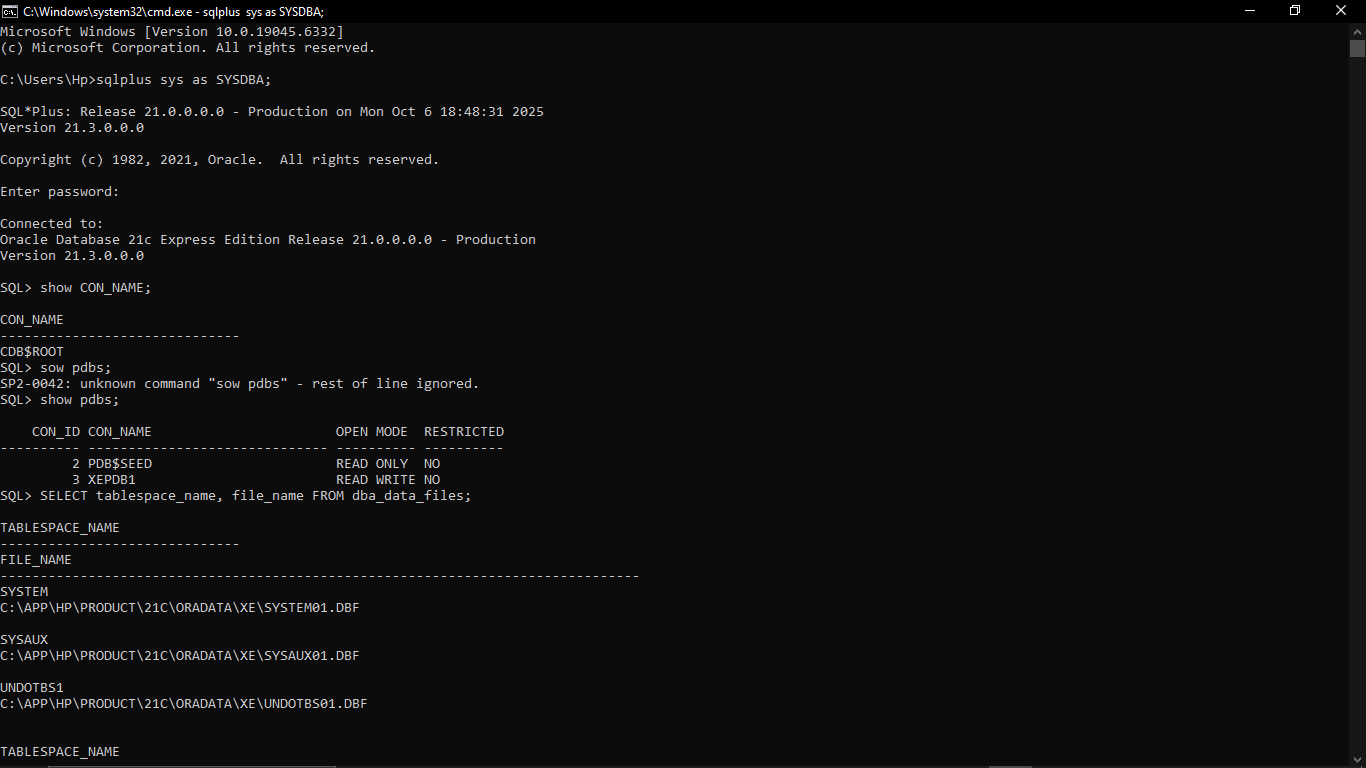 C:\Windows\system32\cmd.exe - sqlplus  sys as SYSDBA;
Microsoft Windows [Version 10.0.19045.6332]
(c) Microsoft Corporation. All rights reserved.
C:\Users\Hp>sqlplus sys as SYSDBA;
SQL*Plus: Release 21.0.0.0.0 - Production on Mon Oct 6 18:48:31 2025
Version 21.3.0.0.0
Copyright (c) 1982, 2021, Oracle.  All rights reserved.
Enter password:
Connected to:
Oracle Database 21c Express Edition Release 21.0.0.0.0 - Production
Version 21.3.0.0.0
SQL> show CON_NAME;
CON_NAME
------------------------------
CDB$ROOT
SQL> sow pdbs;
SP2-0042: unknown command "sow pdbs" - rest of line ignored.
SQL> show pdbs;
    CON_ID CON_NAME                       OPEN MODE  RESTRICTED
---------- ------------------------------ ---------- ----------
         2 PDB$SEED                       READ ONLY  NO
         3 XEPDB1                         READ WRITE NO
SQL> SELECT tablespace_name, file_name FROM dba_data_files;
TABLESPACE_NAME
------------------------------
FILE_NAME
--------------------------------------------------------------------------------
SYSTEM
C:\APP\HP\PRODUCT\21C\ORADATA\XE\SYSTEM01.DBF
SYSAUX
C:\APP\HP\PRODUCT\21C\ORADATA\XE\SYSAUX01.DBF
UNDOTBS1
C:\APP\HP\PRODUCT\21C\ORADATA\XE\UNDOTBS01.DBF
TABLESPACE_NAME